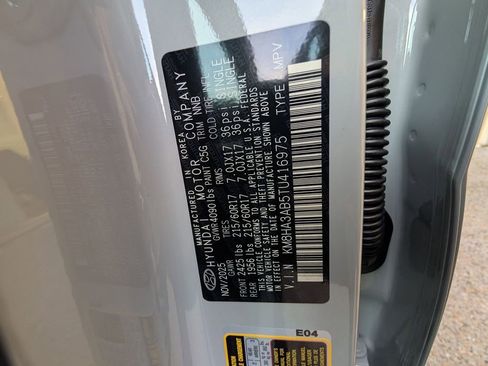 MANUFACTURED IN KOREA BY
HYUNDAI MOTOR COMPANY
GVWR 4090 lbs PAINT C5G TRIM NNB
NOV/2025 GAWR TIRES RIMS COLD TIRE INFL
FRONT 2425 lbs 215/60R17 7.0JX17 36psi, SINGLE
REAR 1956 lbs 215/60R17 7.0JX17 36psi, SINGLE
THIS VEHICLE CONFORMS TO ALL APPLICABLE U.S.A. FEDERAL
MOTOR VEHICLE SAFETY AND THEFT PREVENTION STANDARDS
IN EFFECT ON THE DATE OF MANUFACTURE SHOWN ABOVE
V.I.N KM8HA3AB5TU416975 TYPE : MPV
E04